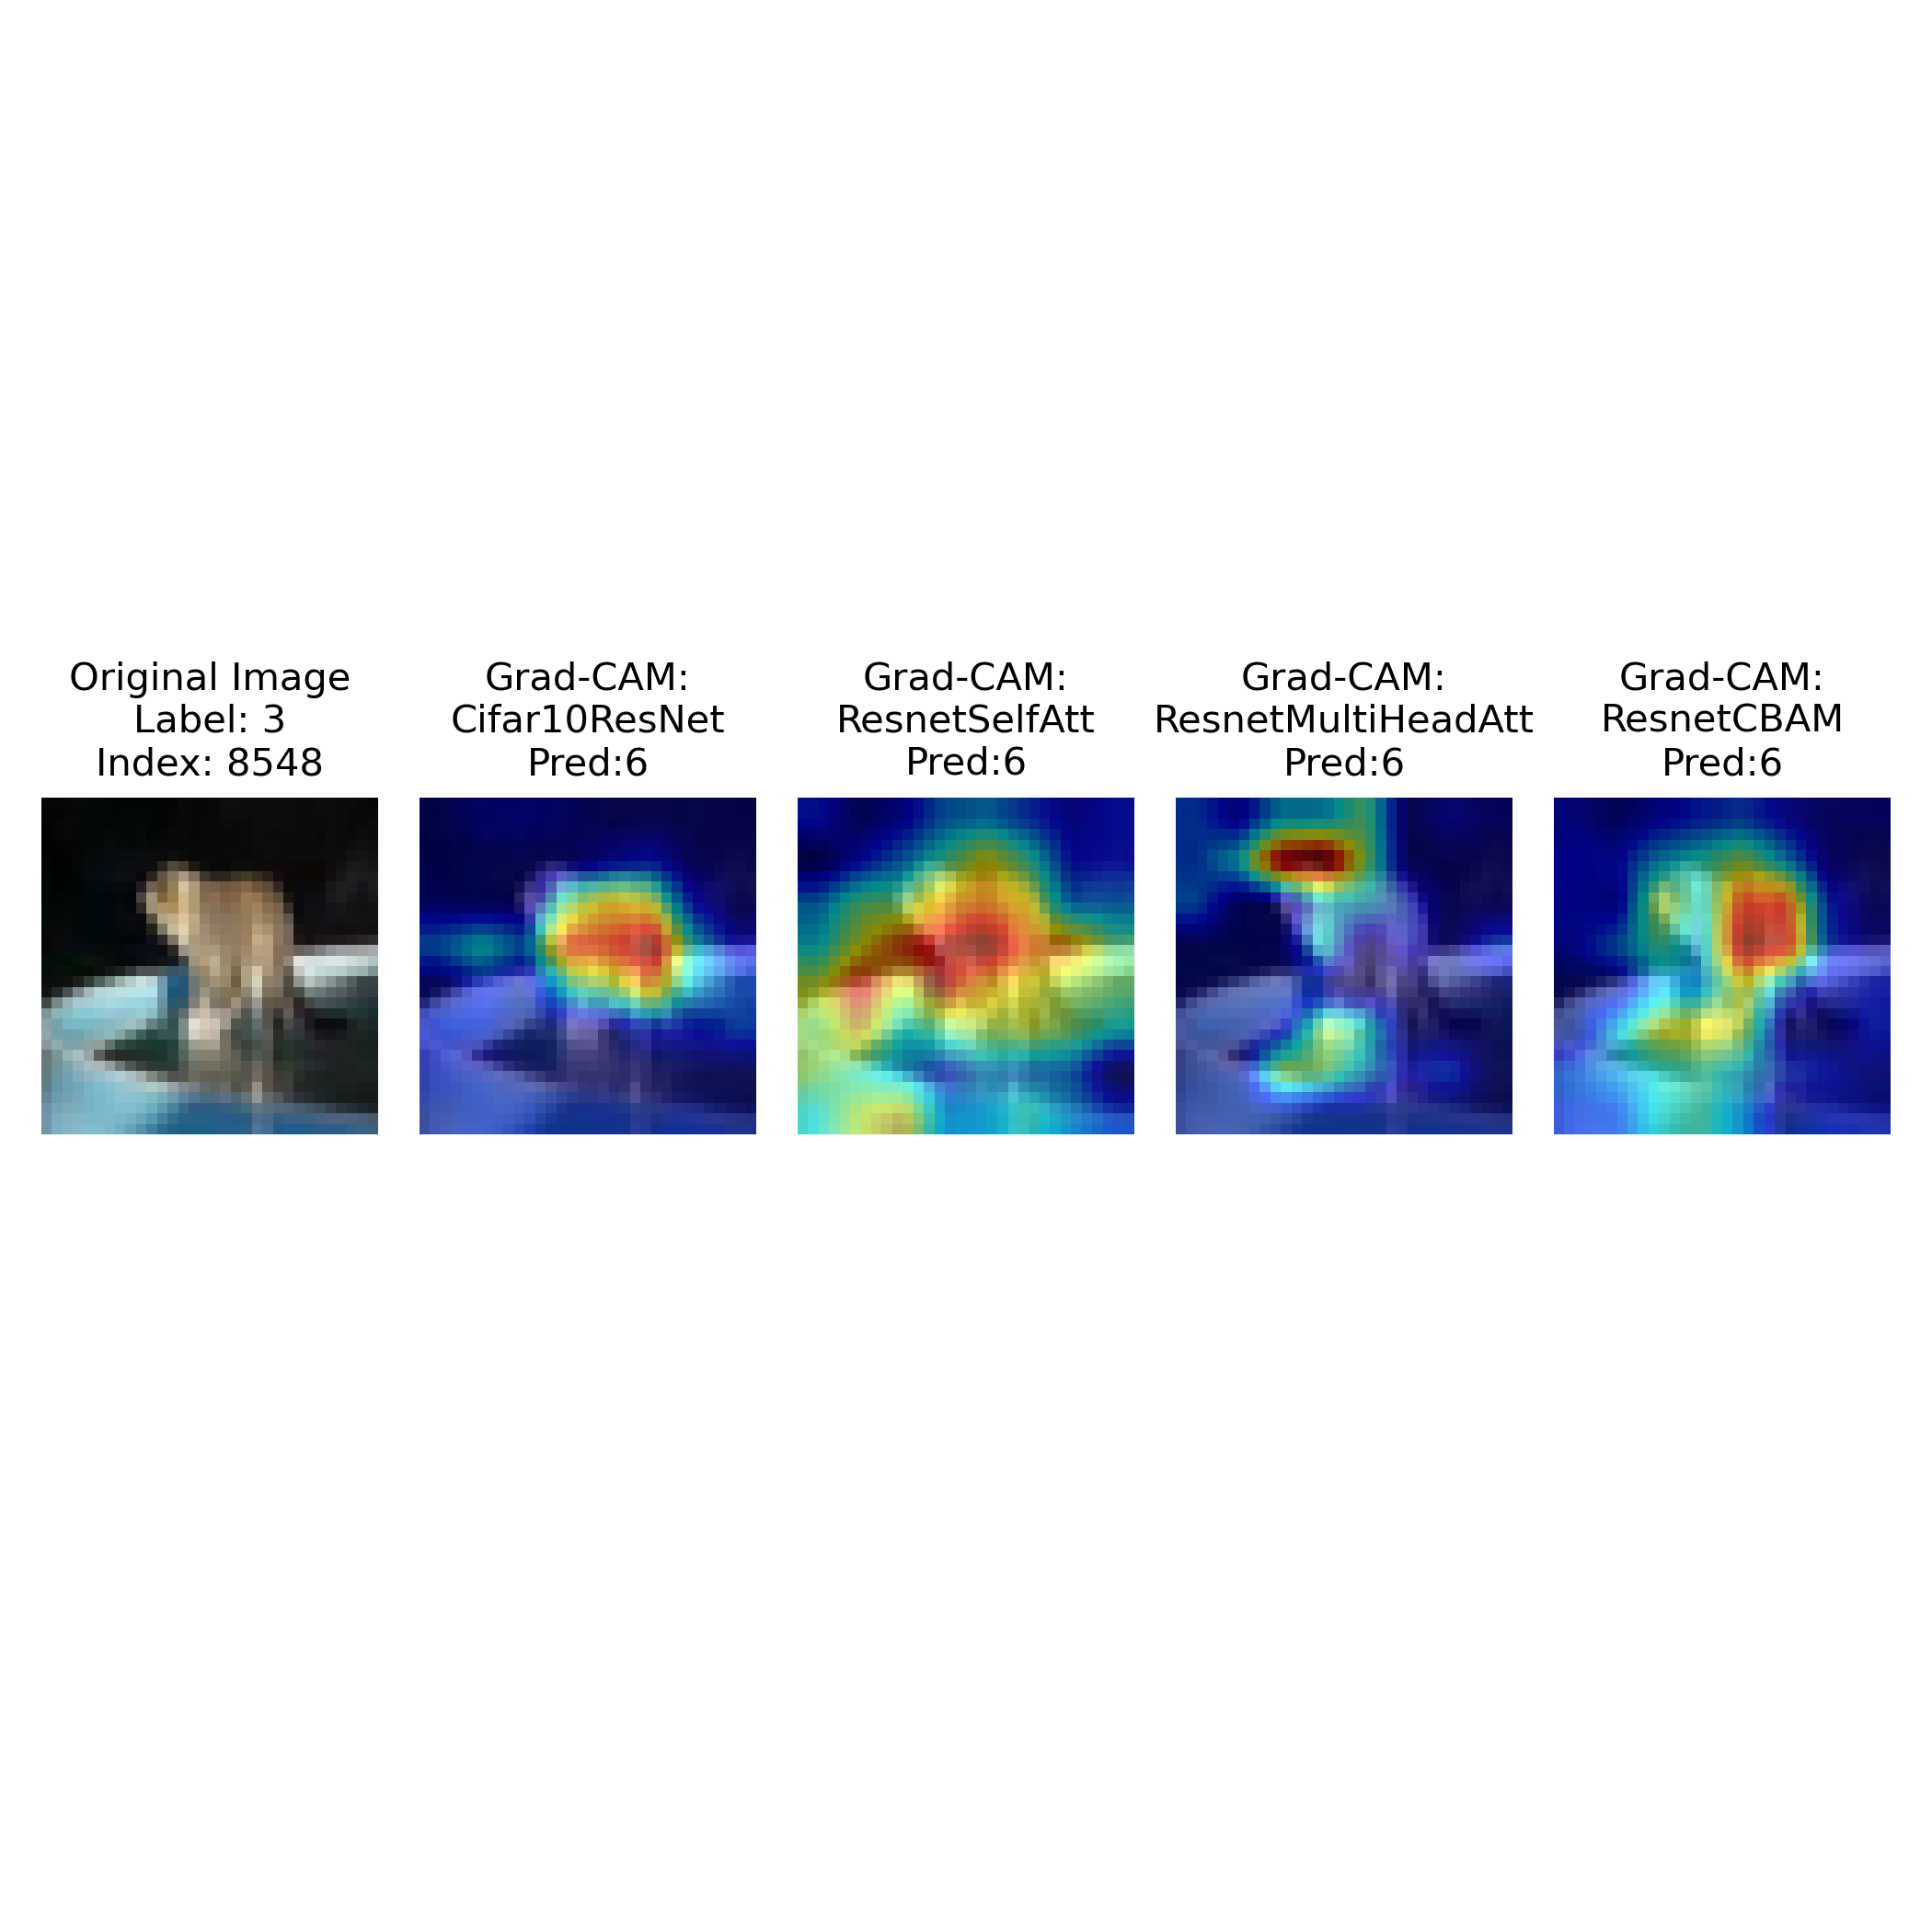 Original Image
Label: 3
Index: 8548
Grad-CAM:
Cifar10ResNet
Pred:6
Grad-CAM:
ResnetSelfAtt
Pred:6
Grad-CAM:
ResnetMultiHeadAtt
Pred:6
Grad-CAM:
ResnetCBAM
Pred:6